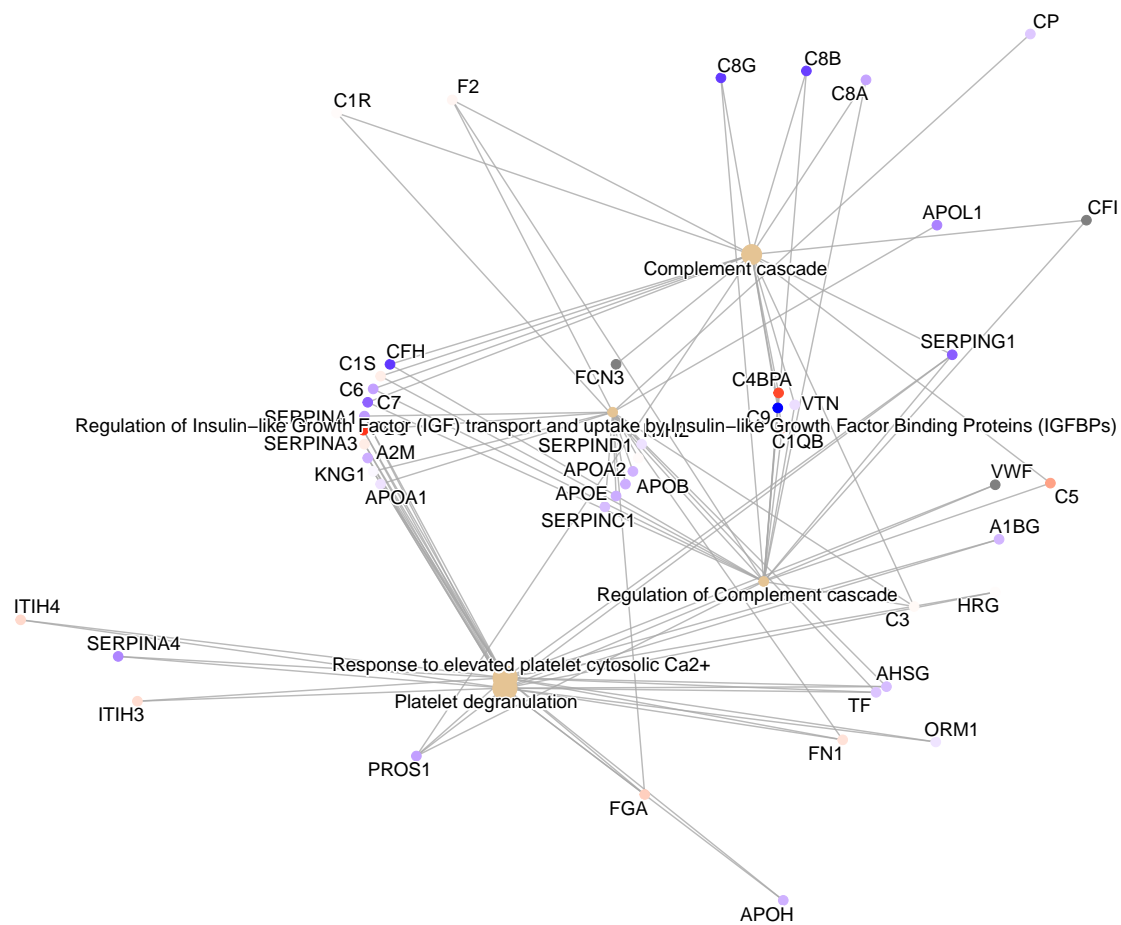 CP
C8G
C8B
C8A
F2
C1R
APOL1
CFI
Complement cascade
SERPING1
CFH
C1S
FCN3
C4BPA
C6
C7
VTN
C9
SERPINA1
Regulation of Insulin–like Growth Factor (IGF) transport and uptake by Insulin–like Growth Factor Binding Proteins (IGFBPs)
SERPINA3
SERPIND1
C1QB
A2M
KNG1
APOA2
APOB
VWF
APOA1
APOE
C5
SERPINC1
A1BG
Regulation of Complement cascade
ITIH4
HRG
C3
SERPINA4
Response to elevated platelet cytosolic Ca2+
AHSG
Platelet degranulation
TF
ITIH3
ORM1
FN1
PROS1
FGA
APOH